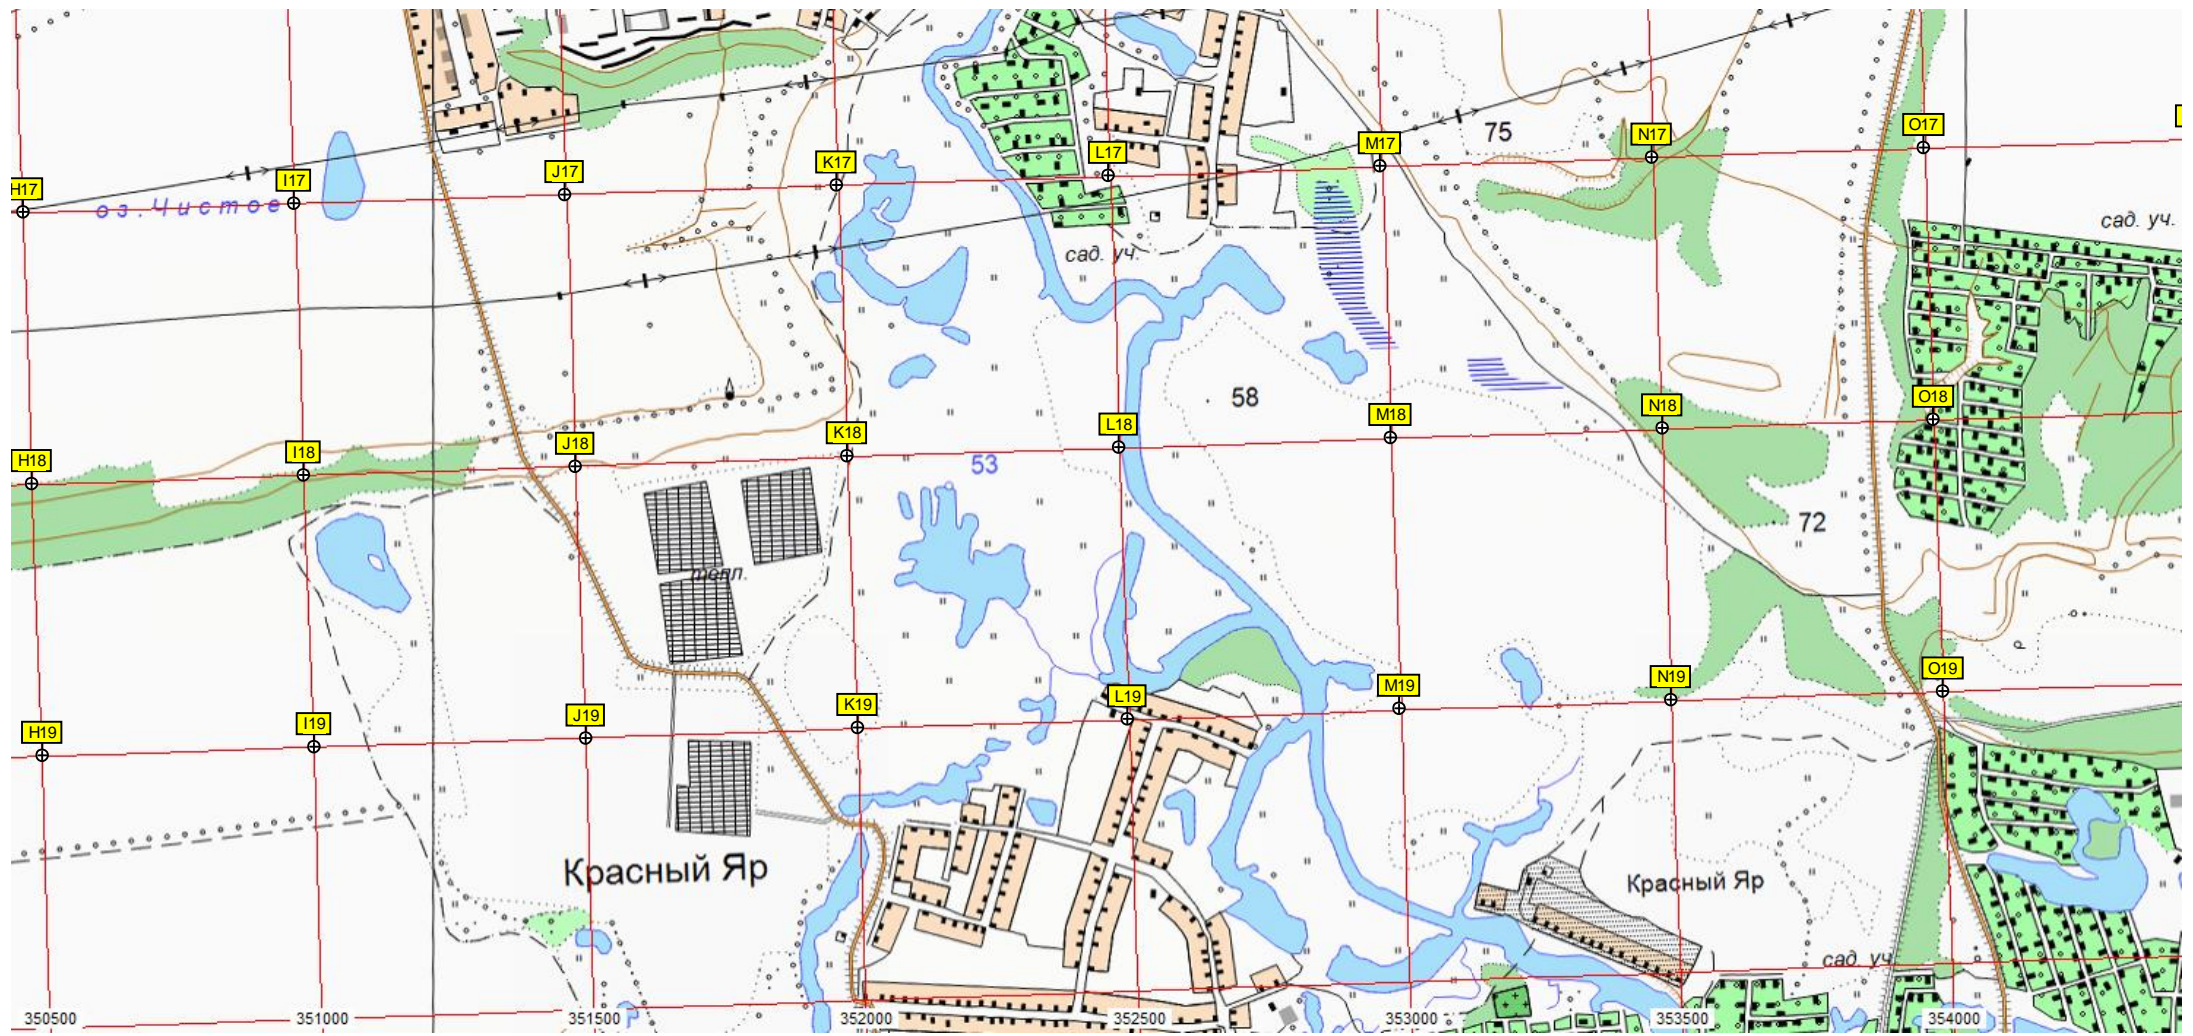 O17
M17
75
N17
L17
K17
J17
I17
H17
оз. Чистое
сад. уч.
сад. уч.
58
O18
N18
M18
L18
K18
J18
I18
H18
53
72
тепл.
O19
N19
M19
L19
K19
J19
I19
H19
Красный Яр
Красный Яр
сад. уч.
350500
351000
351500
352000
352500
353000
353500
354000